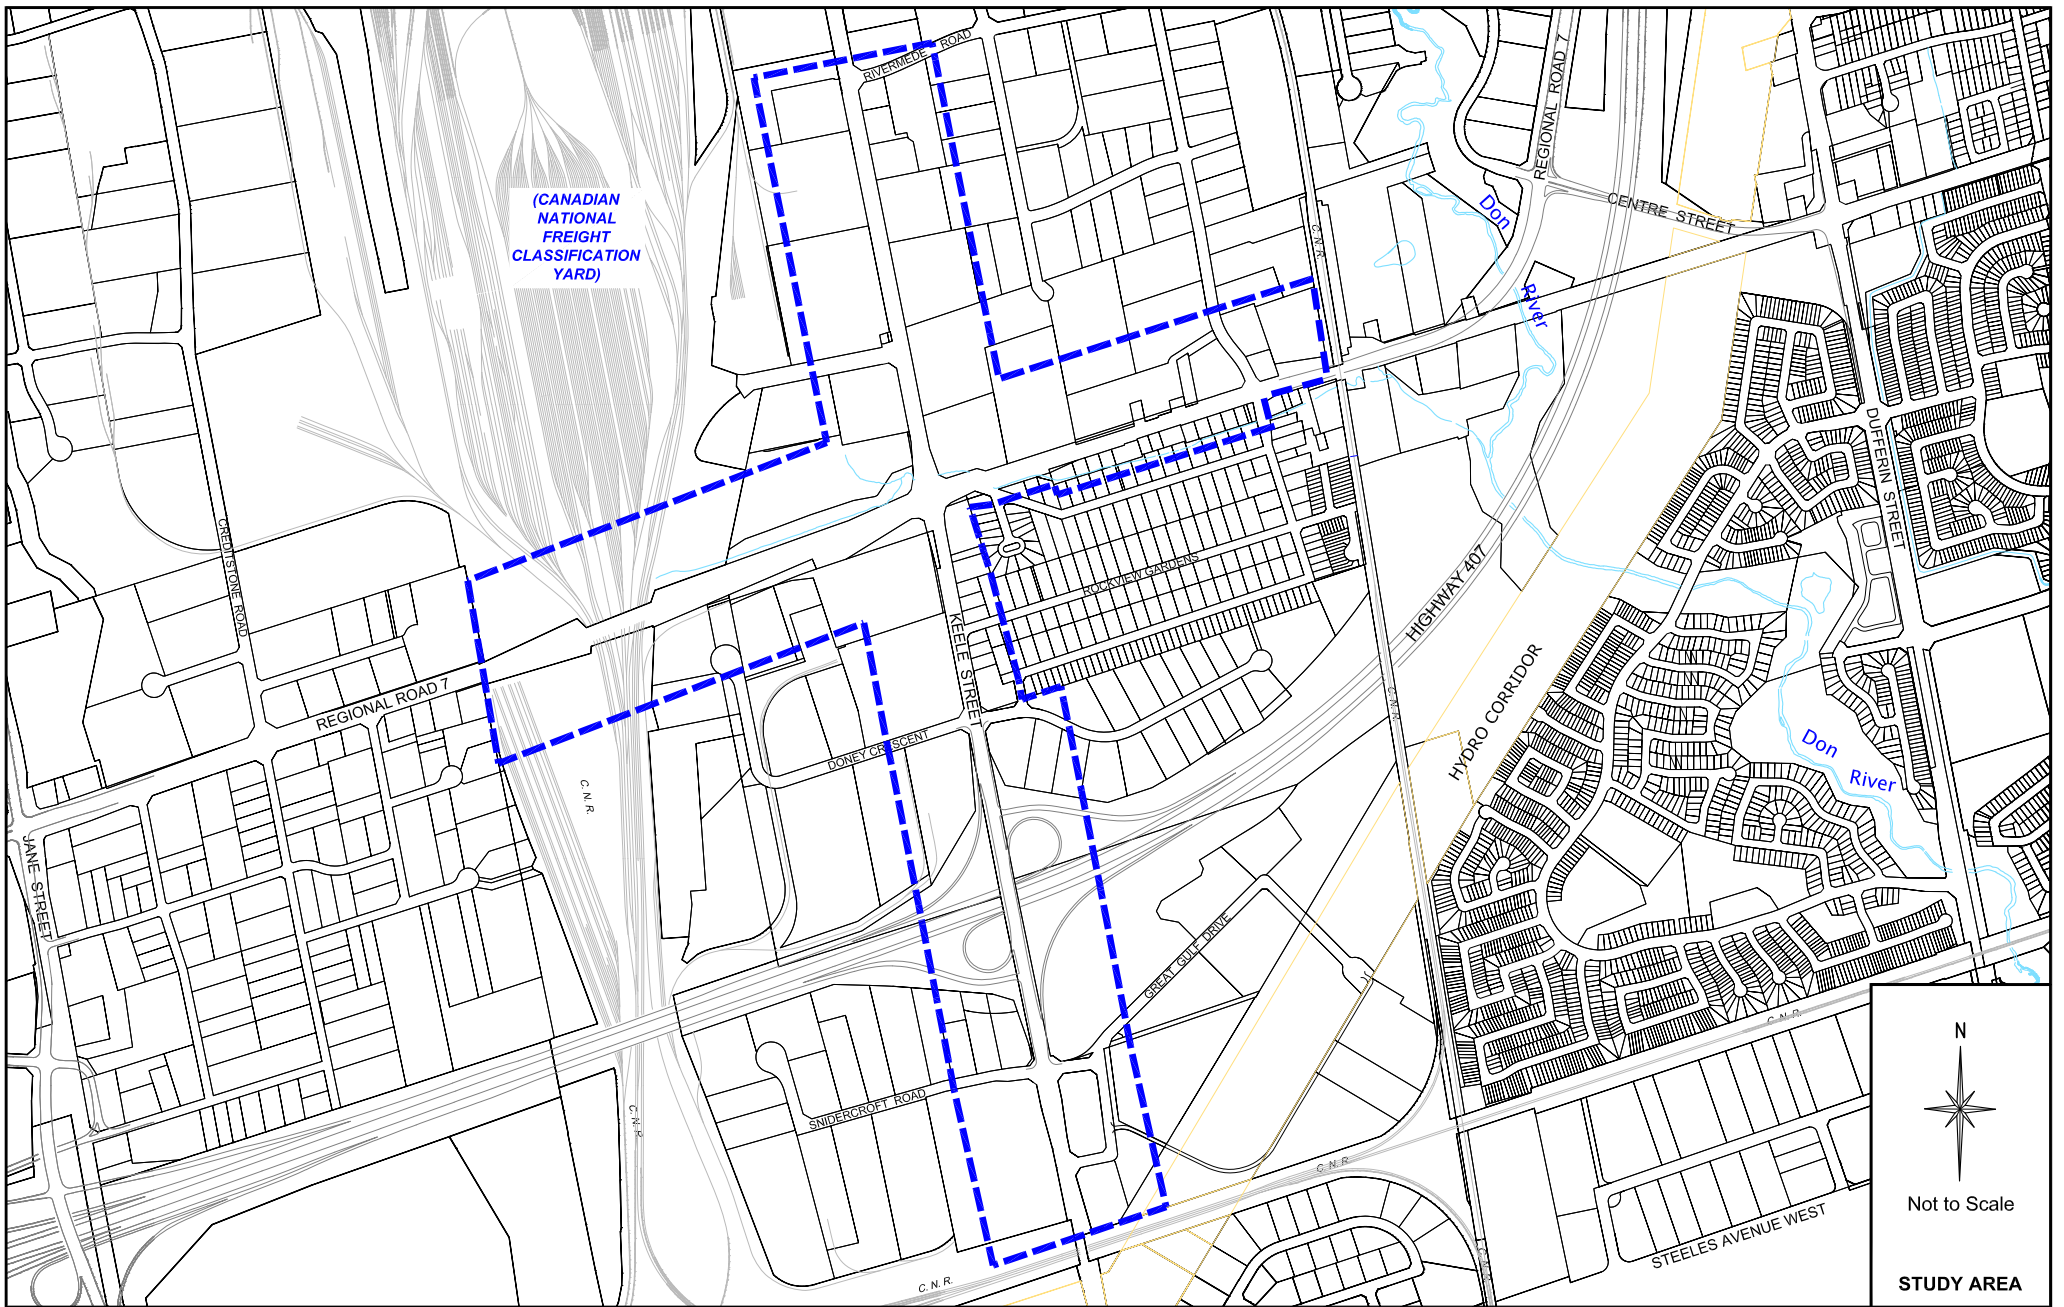 RIVERMEDE ROAD
REGIONAL ROAD 7
(CANADIAN
NATIONAL
FREIGHT
CLASSIFICATION
YARD)
Don
River
CENTRE STREET
C. N. R.
DUFFERIN STREET
CREDITSTONE ROAD
KEELE STREET
ROCKVIEW GARDENS
HIGHWAY 407
HYDRO CORRIDOR
REGIONAL ROAD 7
DONEY CRESCENT
C. N. R.
C. N. R.
Don
River
JANE STREET
GREAT GULF DRIVE
SNIDERCROFT ROAD
C. N. R.
C. N. R.
C. N. R.
C. N. R.
C. N. R.
STEELES AVENUE WEST
N
Not to Scale
STUDY AREA